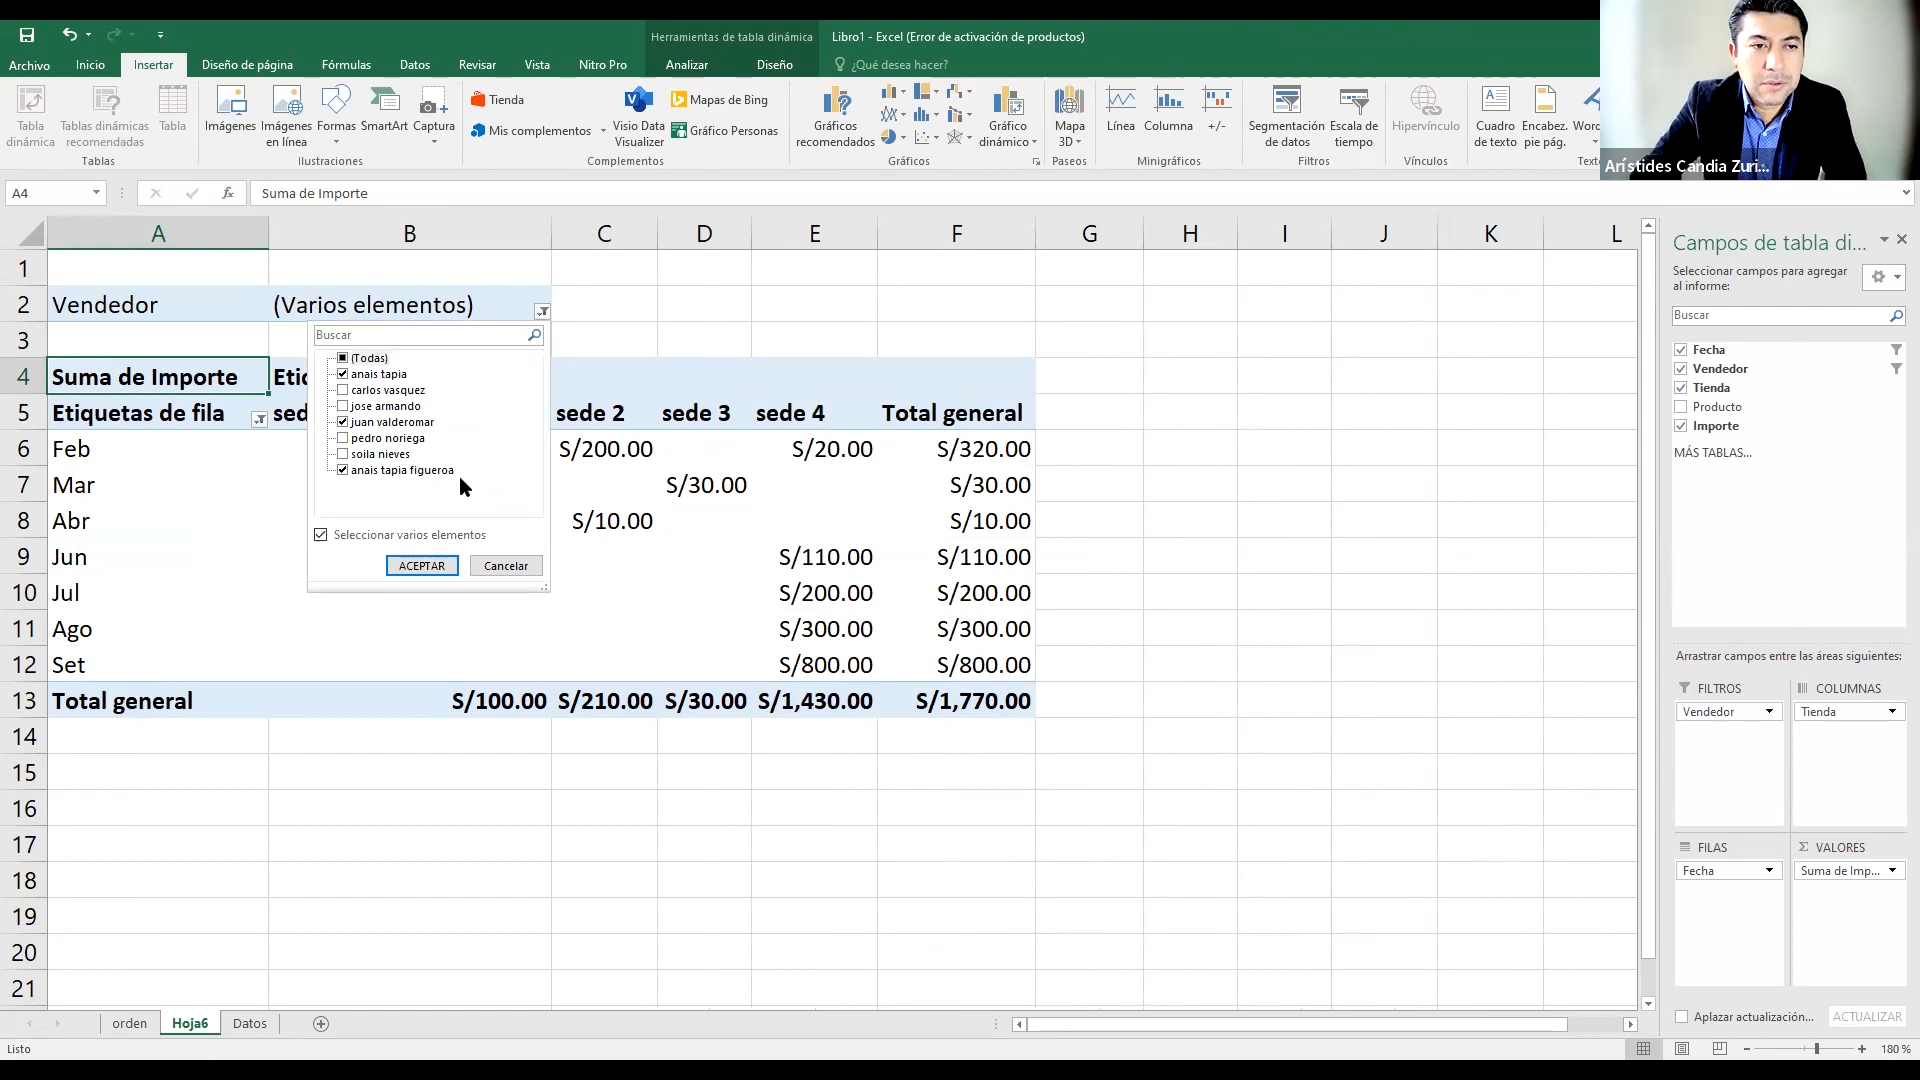 Herramientas de tabla dinámica
Libro1 - Excel (Error de activación de productos)
Archivo Inicio Insertar Diseño de página Fórmulas Datos Revisar Vista Nitro Pro Analizar Diseño ¿Qué desea hacer?
Tabla dinámica
Tablas dinámicas recomendadas
Tabla
Tablas
Imágenes
Imágenes en línea
Formas
SmartArt
Captura
Ilustraciones
Tienda
Mis complementos
Visio Data Visualizer
Mapas de Bing
Gráfico Personas
Complementos
Gráficos recomendados
Gráfico dinámico
Gráficos
Mapa 3D
Paseos
Línea
Columna
+/-
Minigráficos
Segmentación de datos
Escala de tiempo
Filtros
Hipervínculo
Vínculos
Cuadro de texto
Encabez. pie pág.
Arístides Candia Zuri...
A4
fx
Suma de Importe
A B C D E F G H I J K L
1
2 Vendedor (Varios elementos)
3
4 Suma de Importe
5 Etiquetas de fila sede 2 sede 3 sede 4 Total general
6 Feb S/200.00 S/20.00 S/320.00
7 Mar S/30.00 S/30.00
8 Abr S/10.00 S/10.00
9 Jun S/110.00 S/110.00
10 Jul S/200.00 S/200.00
11 Ago S/300.00 S/300.00
12 Set S/800.00 S/800.00
13 Total general S/100.00 S/210.00 S/30.00 S/1,430.00 S/1,770.00
14
15
16
17
18
19
20
21
Buscar
(Todas)
anais tapia
carlos vasquez
jose armando
juan valderomar
pedro noriega
soila nieves
anais tapia figueroa
Seleccionar varios elementos
ACEPTAR Cancelar
Campos de tabla di...
Seleccionar campos para agregar
al informe:
Buscar
Fecha
Vendedor
Tienda
Producto
Importe
MÁS TABLAS...
Arrastrar campos entre las áreas siguientes:
FILTROS COLUMNAS
Vendedor Tienda
FILAS Σ VALORES
Fecha Suma de Imp...
Aplazar actualización... ACTUALIZAR
orden Hoja6 Datos
Listo
180 %